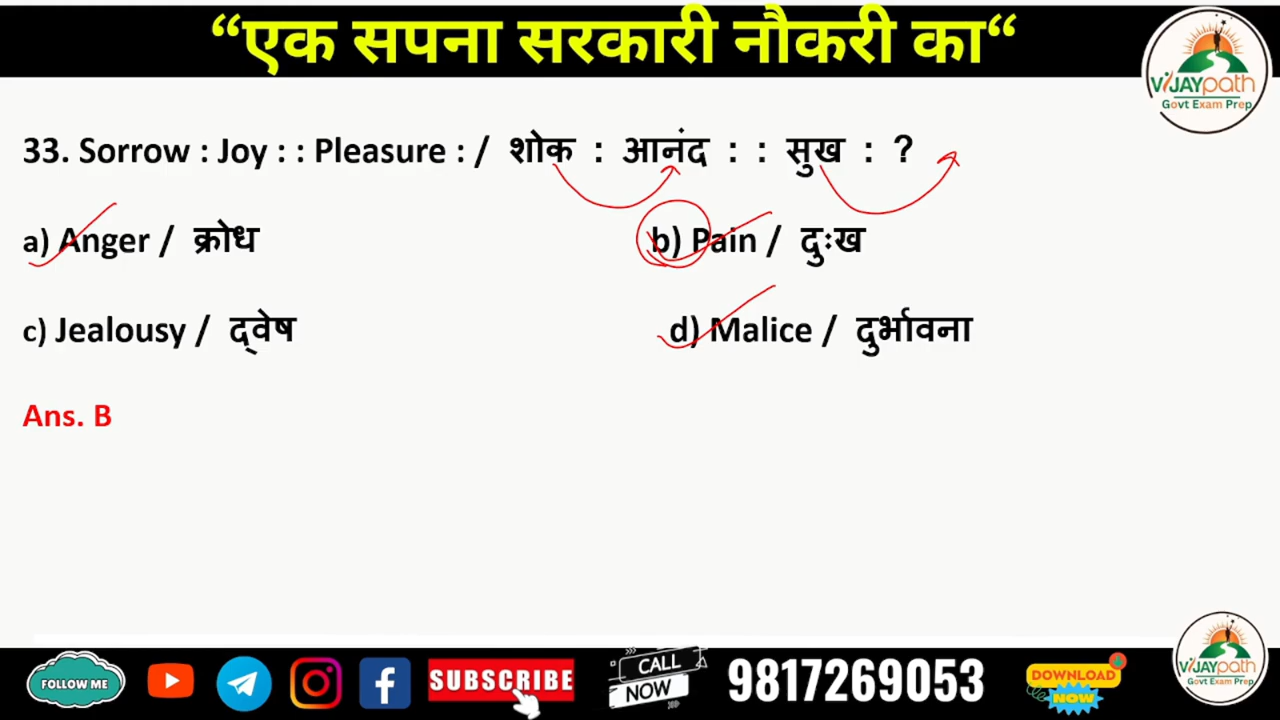 “एक सपना सरकारी नौकरी का“
VIJAYpath
Govt Exam Prep
33. Sorrow : Joy : : Pleasure : / शोक : आनंद : : सुख : ?
a) Anger / क्रोध
b) Pain / दुःख
c) Jealousy / द्वेष
d) Malice / दुर्भावना
Ans. B
FOLLOW ME
SUBSCRIBE
CALL
NOW
9817269053
DOWNLOAD
NOW
VIJAYpath
Govt Exam Prep